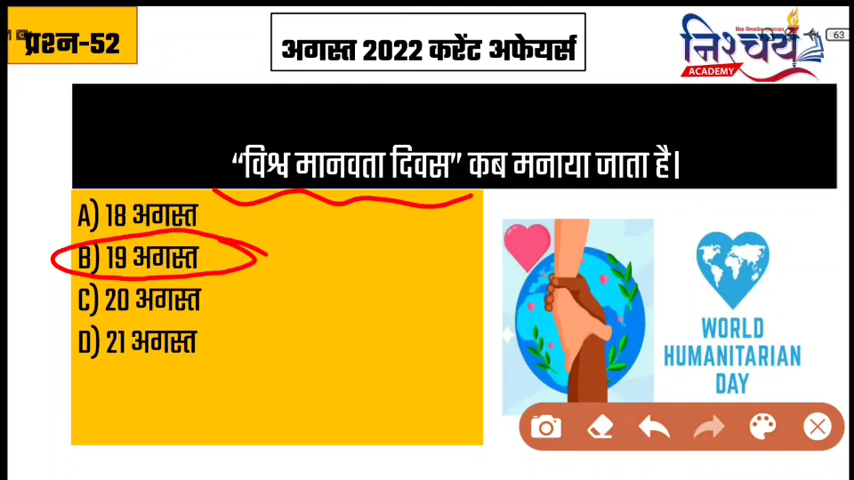 प्रश्न-52
अगस्त 2022 करेंट अफेयर्स
निश्चय
ACADEMY
63
“विश्व मानवता दिवस” कब मनाया जाता है।
A) 18 अगस्त
B) 19 अगस्त
C) 20 अगस्त
D) 21 अगस्त
WORLD
HUMANITARIAN
DAY